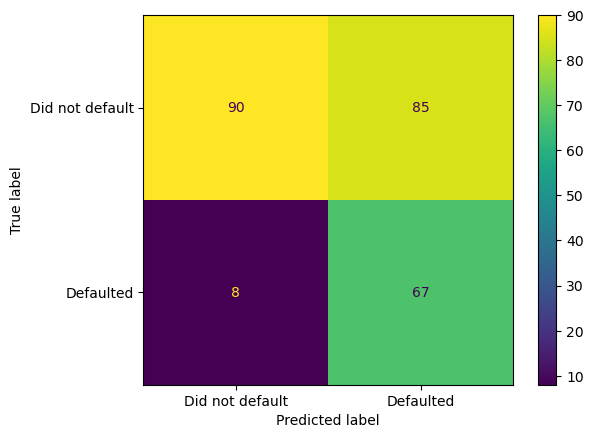 Did not default
90
85
Defaulted
8
67
Did not default
Defaulted
Predicted label
True label
90
80
70
60
50
40
30
20
10